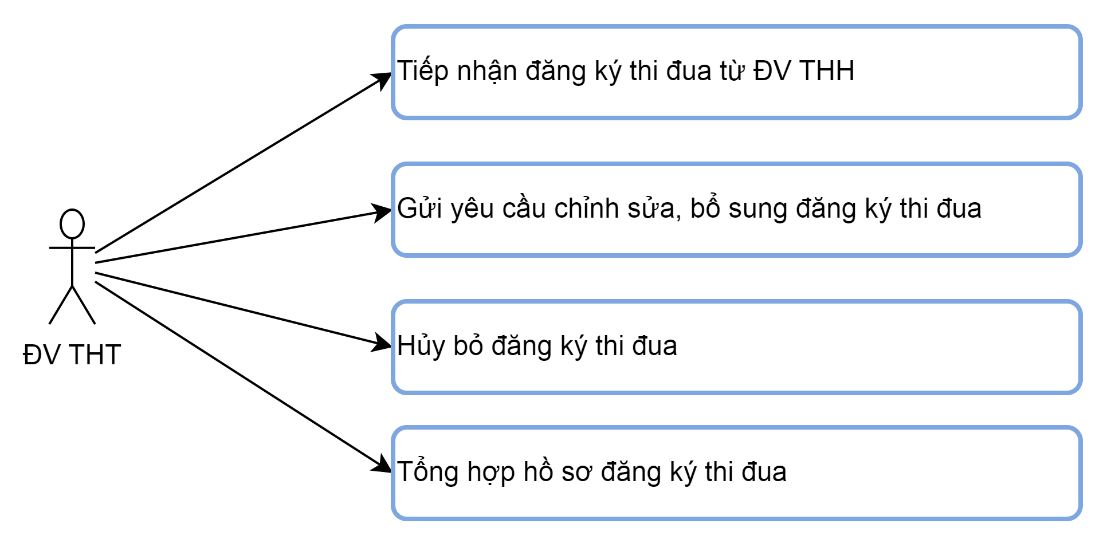 Tiếp nhận đăng ký thi đua từ ĐV THH
Gửi yêu cầu chỉnh sửa, bổ sung đăng ký thi đua
Hủy bỏ đăng ký thi đua
ĐV THT
Tổng hợp hồ sơ đăng ký thi đua